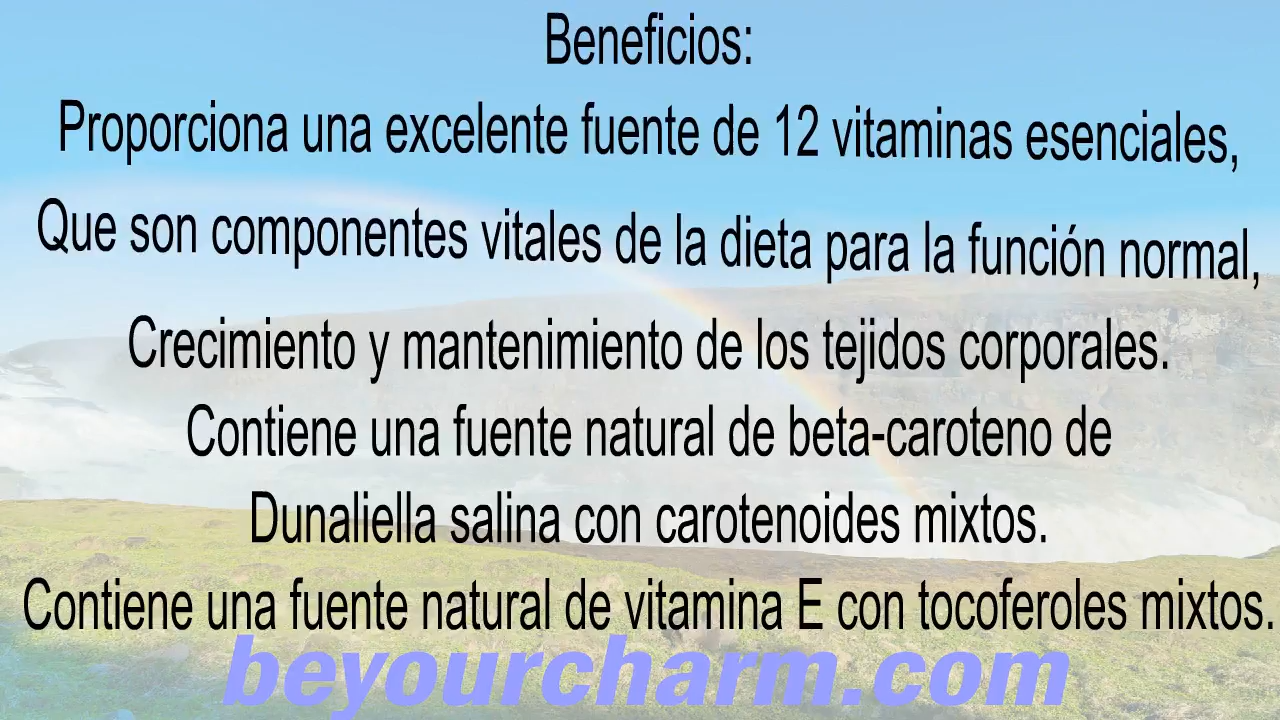 Beneficios:
Proporciona una excelente fuente de 12 vitaminas esenciales,
Que son componentes vitales de la dieta para la función normal,
Crecimiento y mantenimiento de los tejidos corporales.
Contiene una fuente natural de beta-caroteno de
Dunaliella salina con carotenoides mixtos.
Contiene una fuente natural de vitamina E con tocoferoles mixtos.
beyourcharm.com